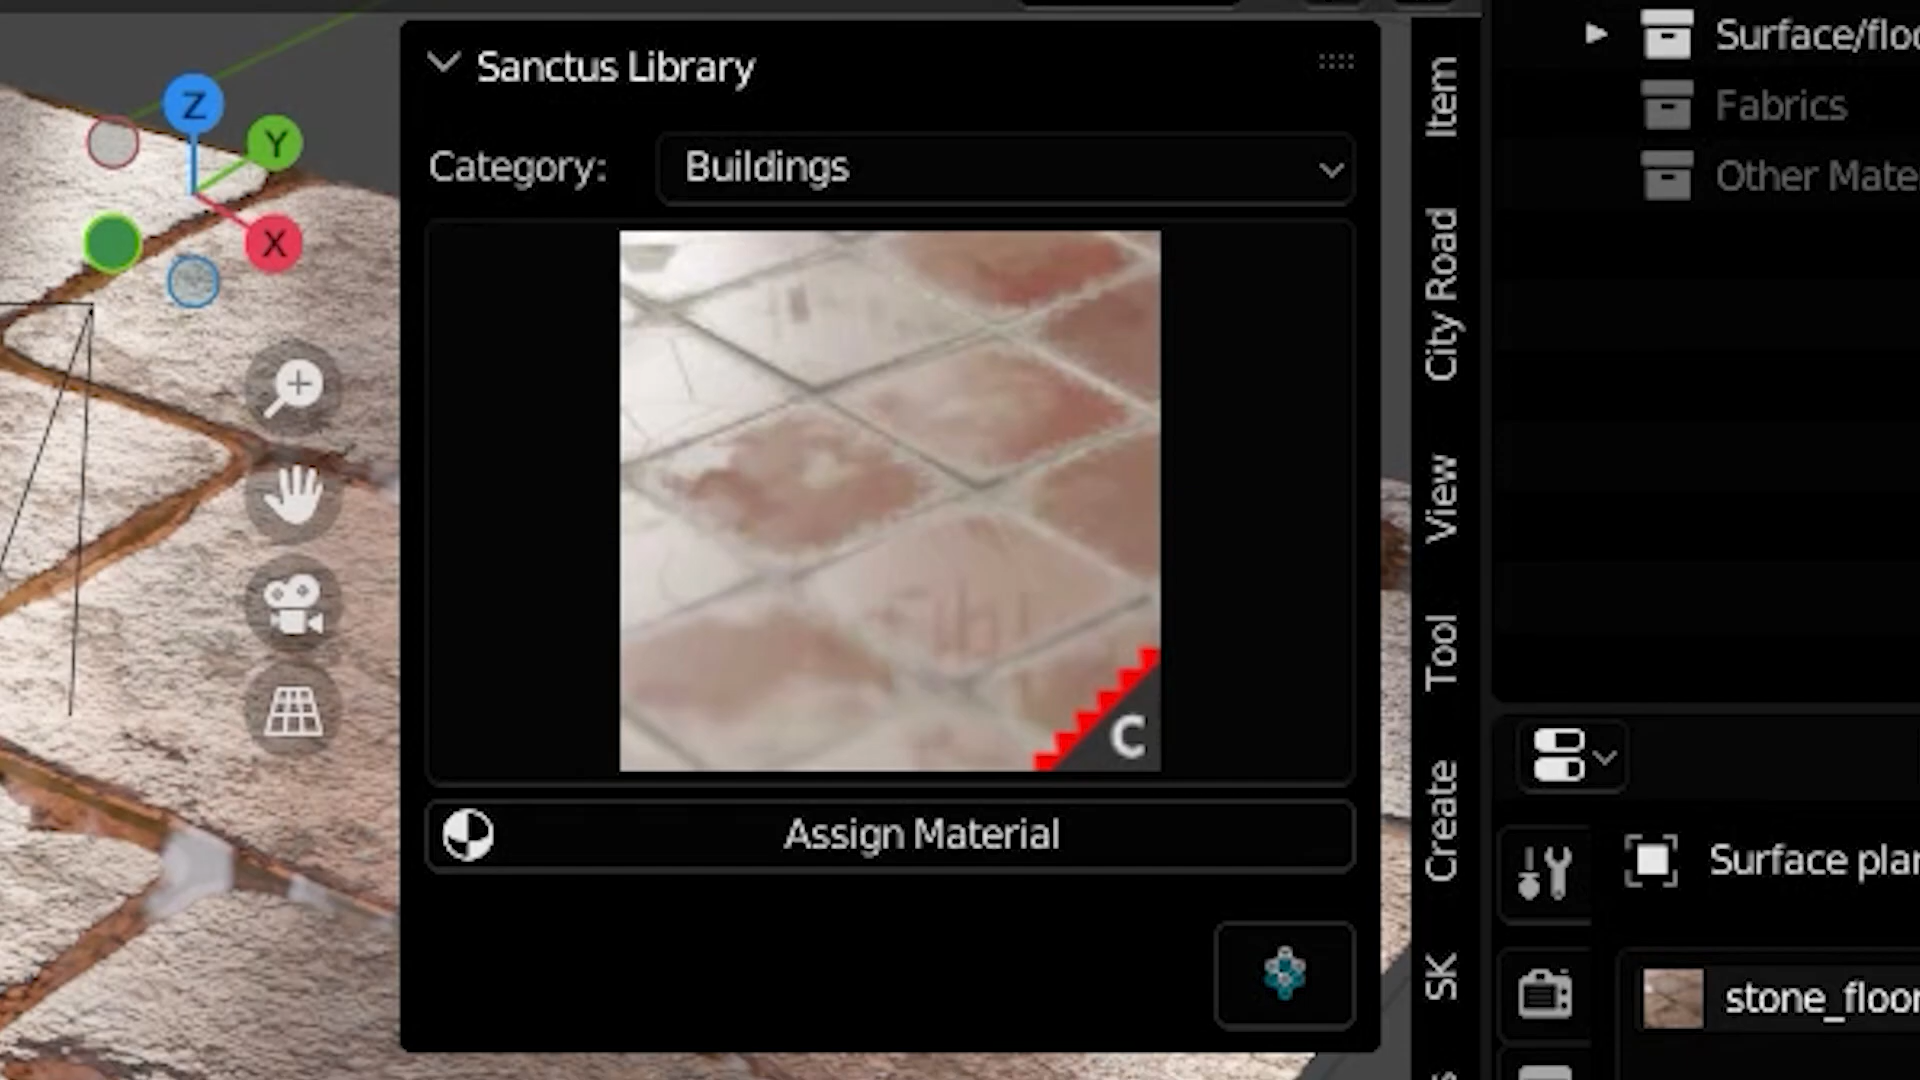 Sanctus Library
Category:
Buildings
C
Assign Material
Z
Y
X
Item
City Road
View
Tool
Create
SK
Surface/floo
Fabrics
Other Mate
Surface plan
stone_floor